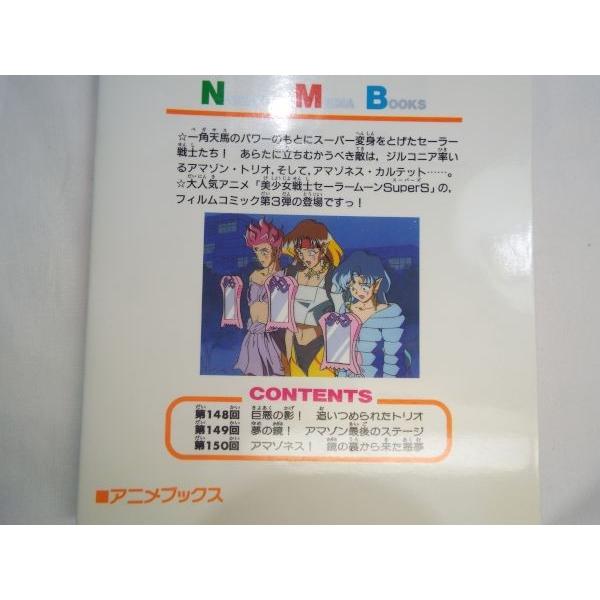 N M B BOOKS
☆一角天馬のパワーのもとにスーパー変身をとげたセーラー
戦士たち! あらたに立ちむかうべき敵は、ジルコニア率い
るアマゾン・トリオ,そして,アマゾネス・カルテット……。
☆大人気アニメ「美少女戦士セーラームーンSuperS」の,
フィルムコミック第3弾の登場ですっ!
CONTENTS
第148回 巨悪の影! 追いつめられたトリオ
第149回 夢の鏡! アマゾン最後のステージ
第150回 アマゾネス! 鏡の裏から来た悪夢
■アニメブックス